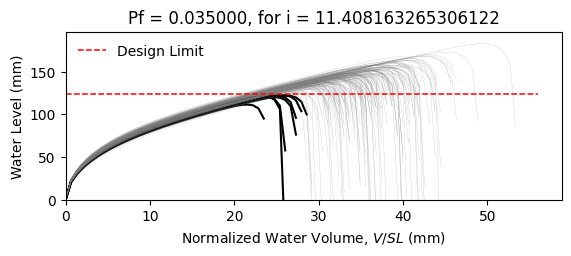 Pf = 0.035000, for i = 11.408163265306122
Design Limit
Water Level (mm)
150
100
50
0
0 10 20 30 40 50
Normalized Water Volume, V/SL (mm)